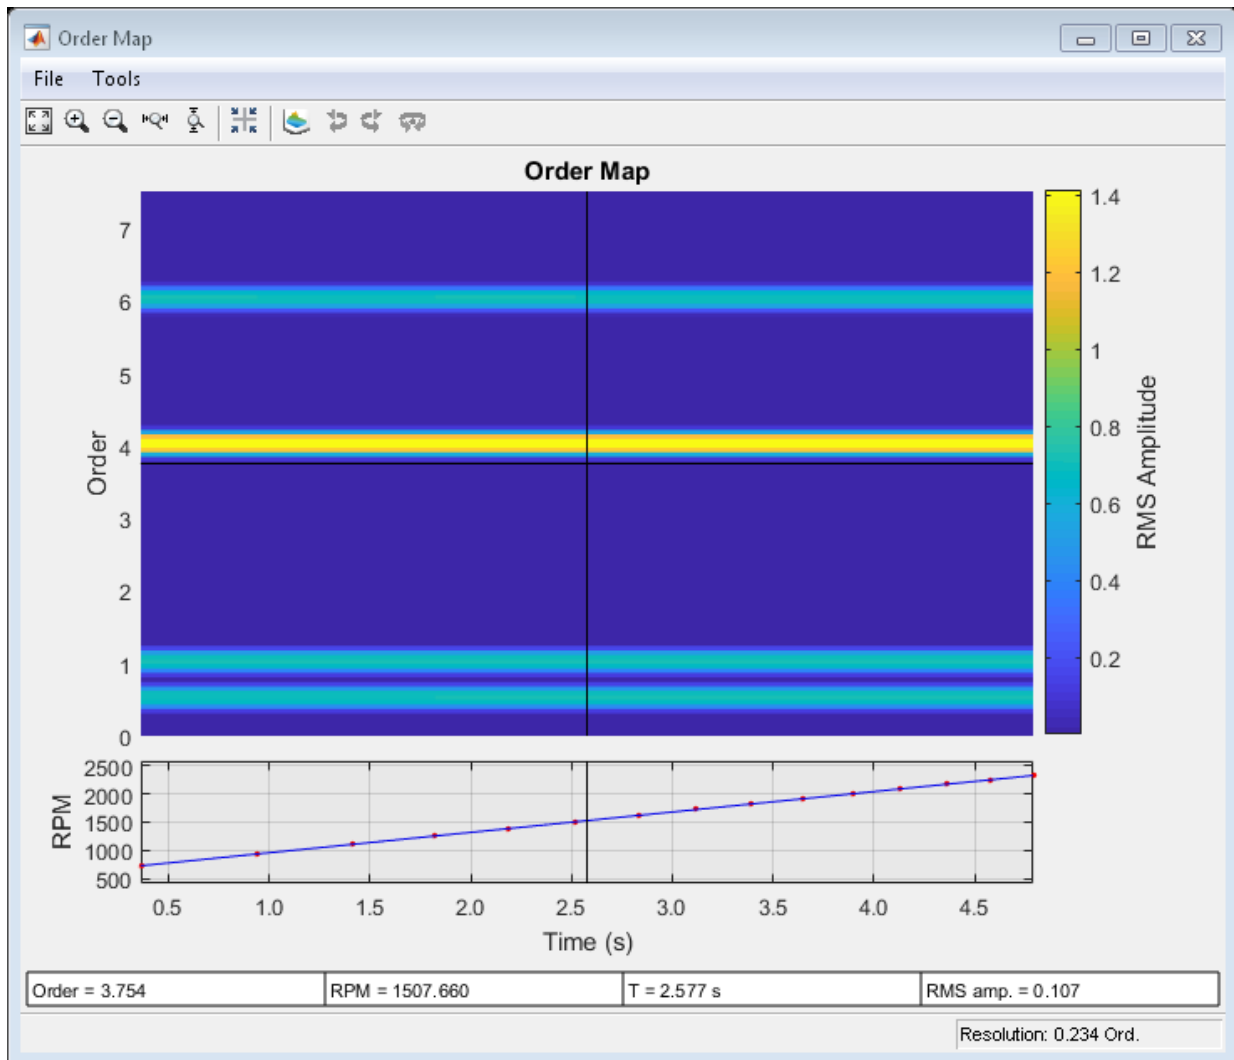 Order Map
File Tools
Order Map
7
6
5
4
3
2
1
0
Order
1.4
1.2
1
0.8
0.6
0.4
0.2
RMS Amplitude
2500
2000
1500
1000
500
RPM
0.5 1.0 1.5 2.0 2.5 3.0 3.5 4.0 4.5
Time (s)
Order = 3.754 RPM = 1507.660 T = 2.577 s RMS amp. = 0.107
Resolution: 0.234 Ord.